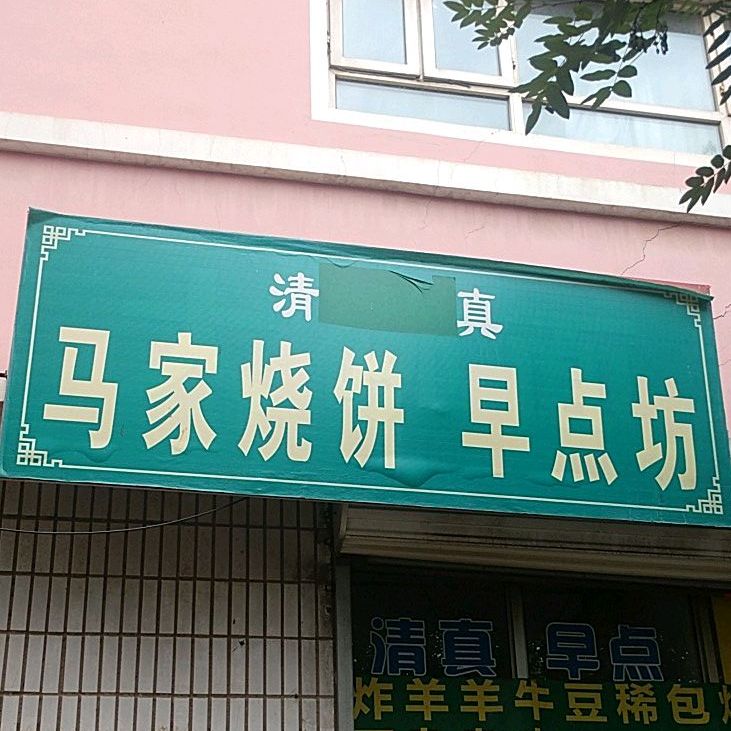 清 真
马家烧饼 早点坊
清真 早点
炸羊羊牛豆稀包